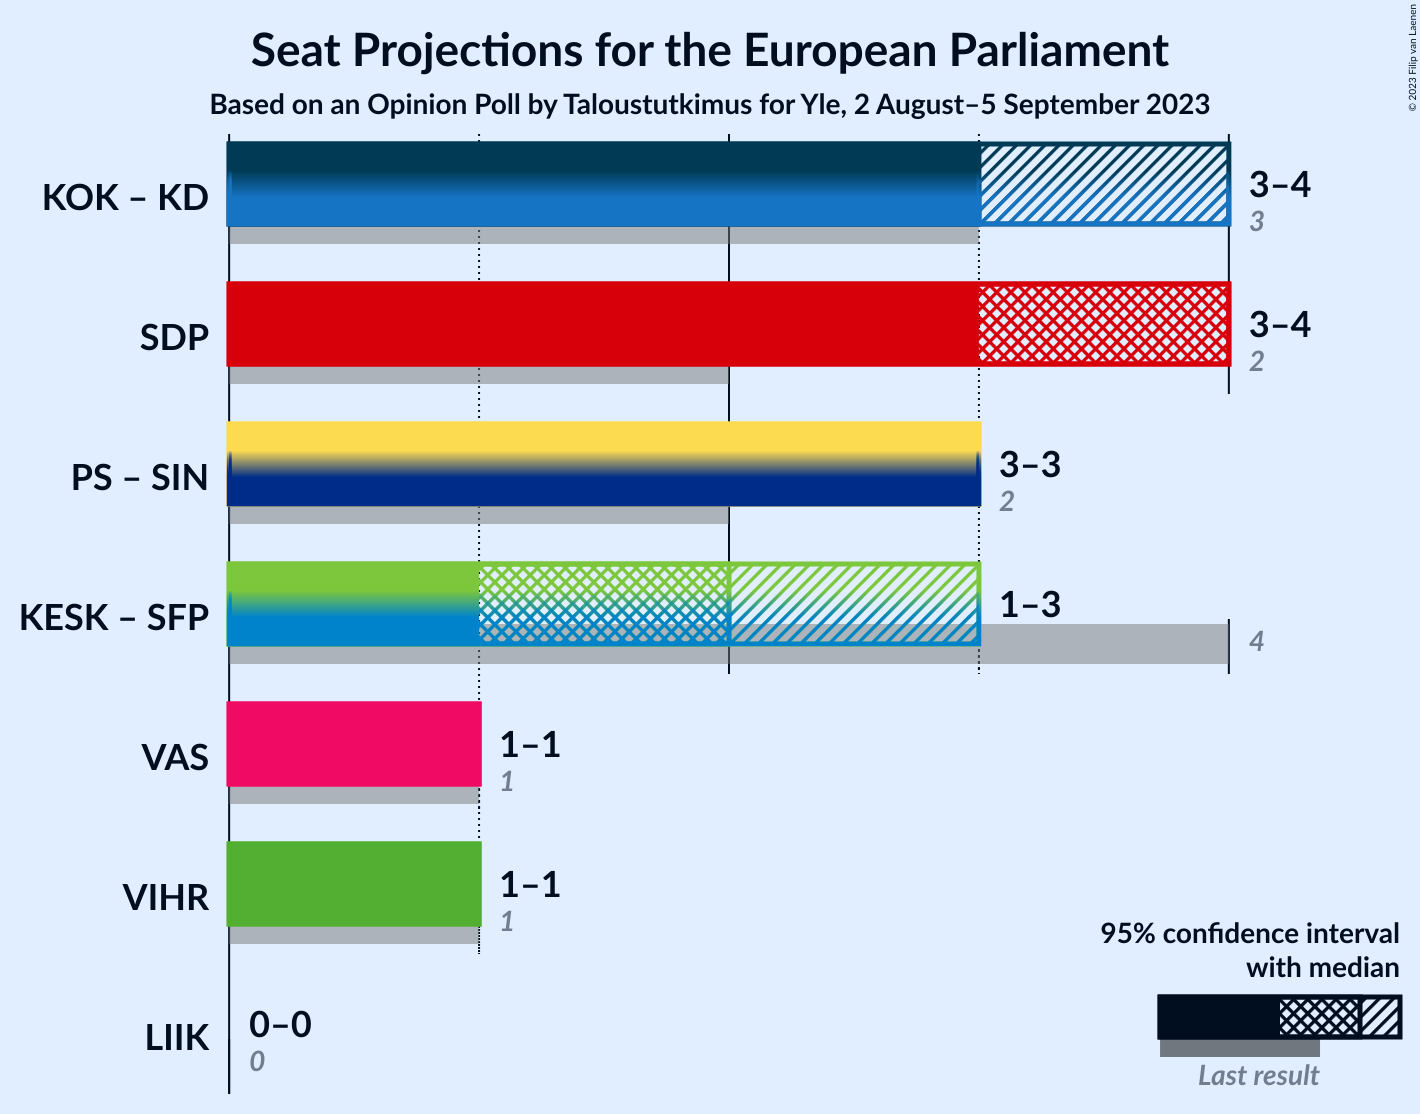 Seat Projections for the European Parliament
Based on an Opinion Poll by Taloustutkimus for Yle, 2 August–5 September 2023
© 2023 Filip van Laenen
KOK – KD
3–4
3
SDP
3–4
2
PS – SIN
3–3
2
KESK – SFP
1–3
4
VAS
1–1
1
VIHR
1–1
1
LIIK
0–0
0
95% confidence interval
with median
Last result